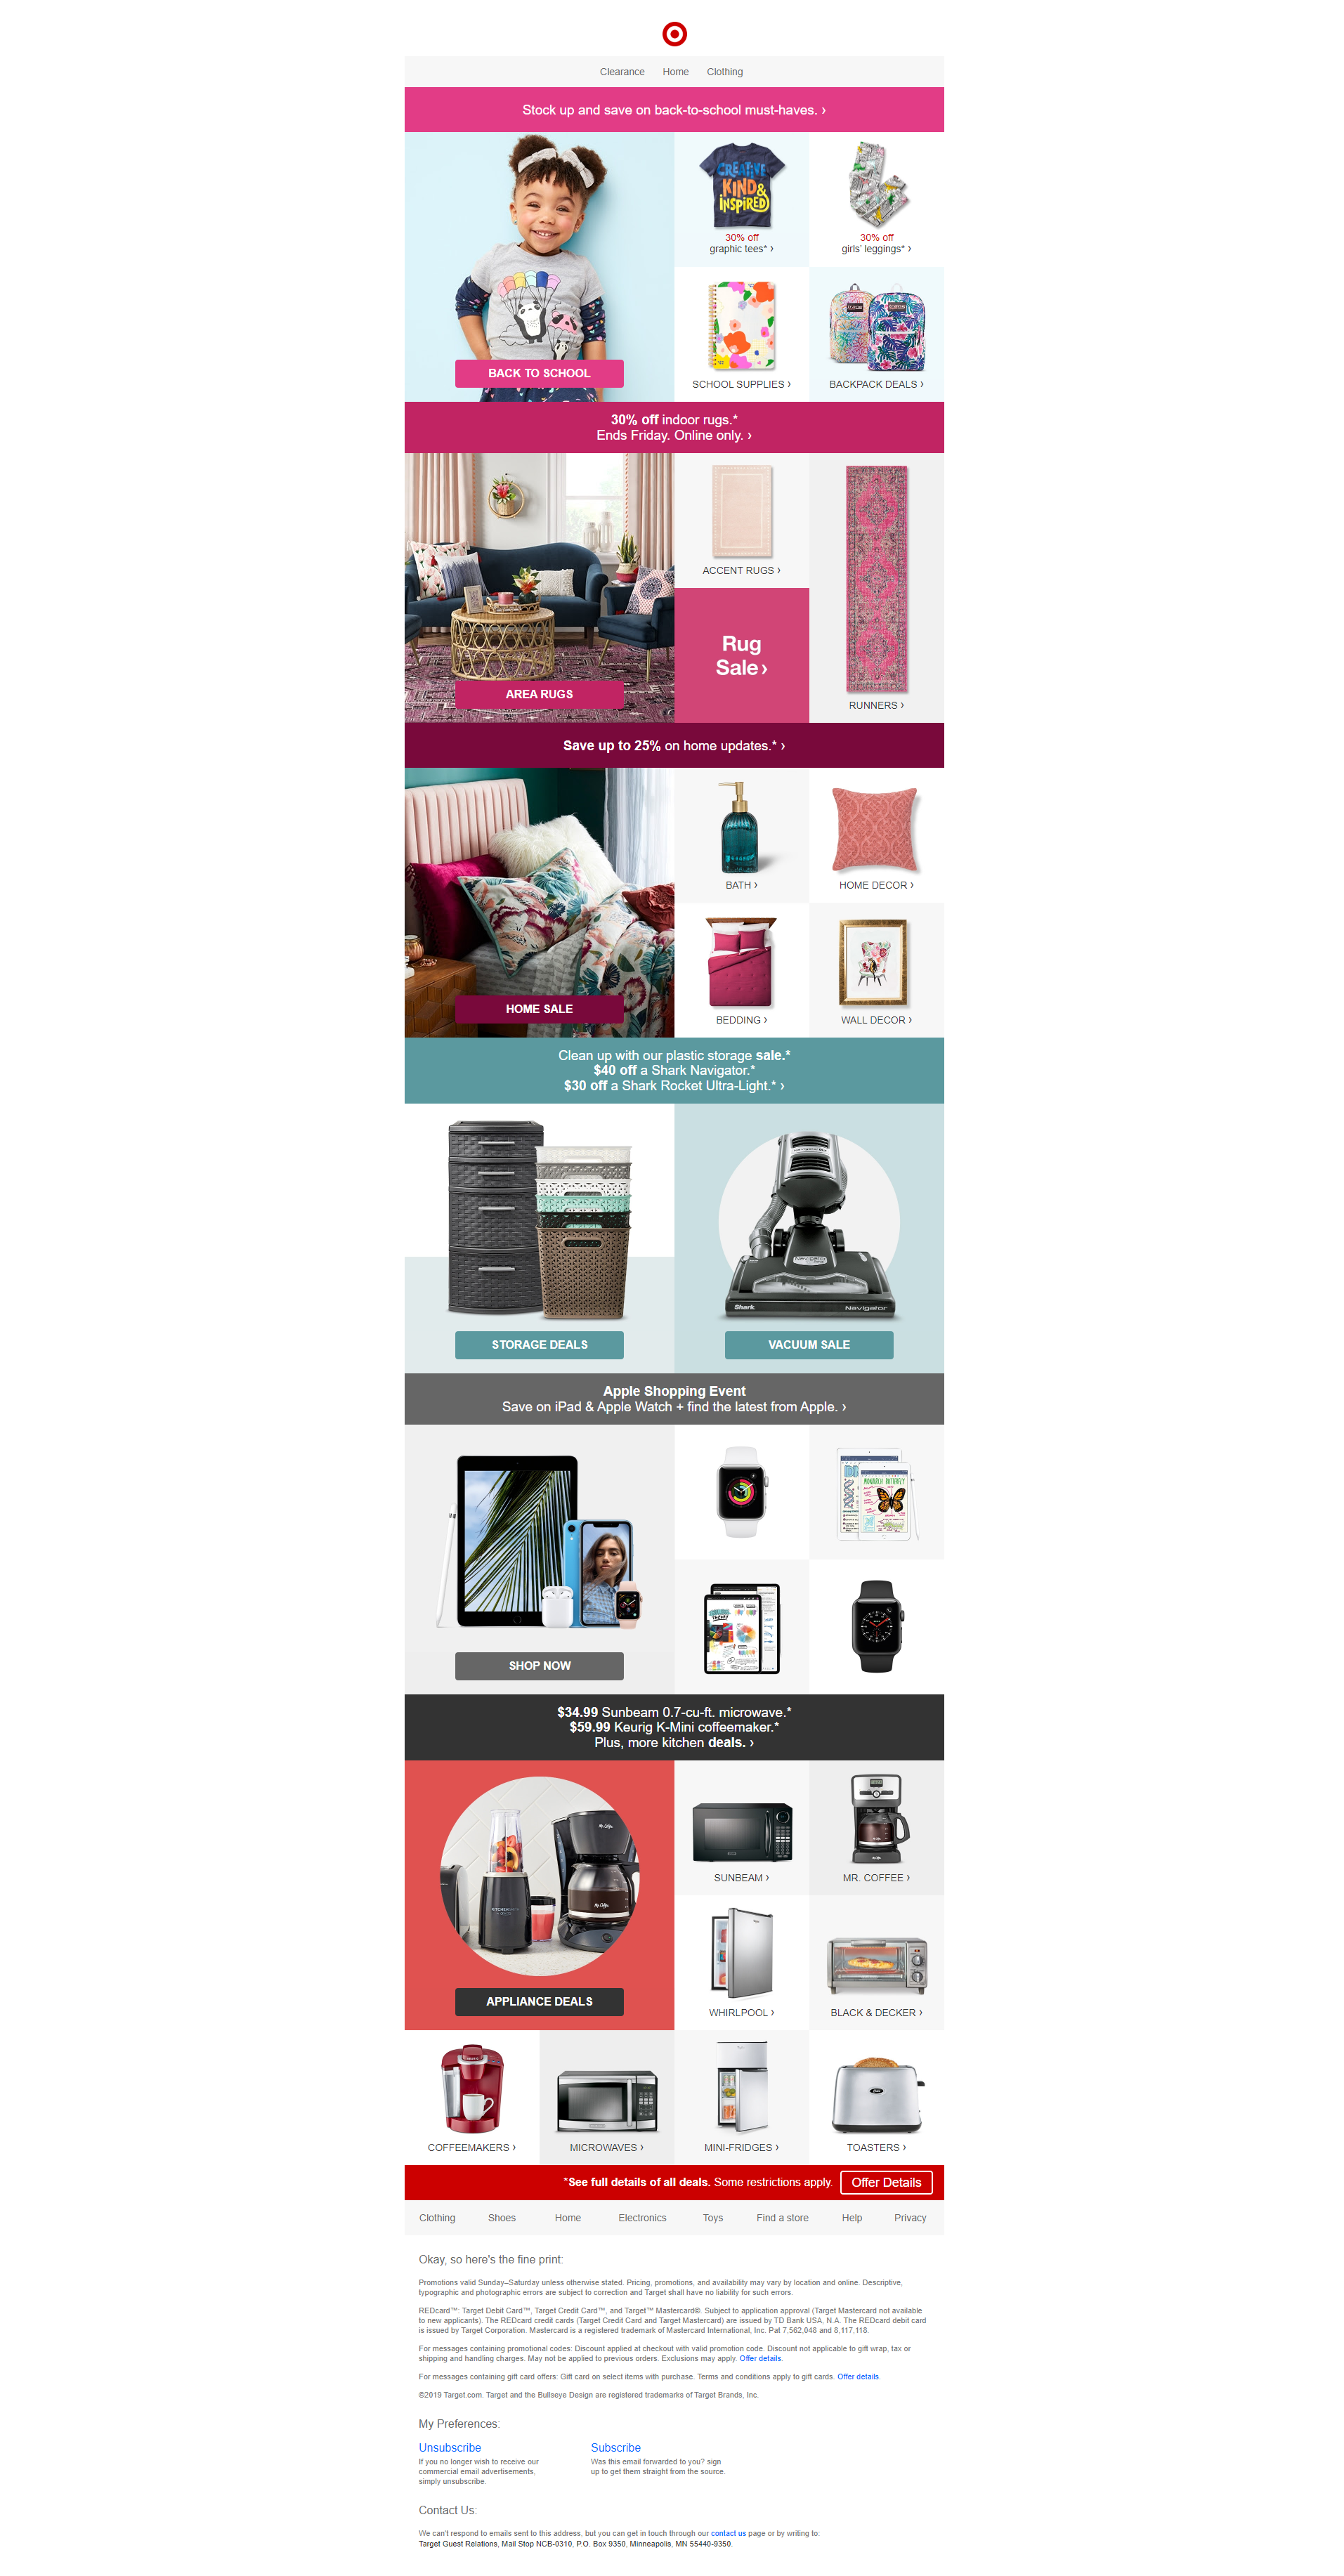 Clearance Home Clothing
Stock up and save on back-to-school must-haves. ›
CREATIVE
KIND &
INSPIRED
30% off
graphic tees* ›
30% off
girls' leggings* ›
BACK TO SCHOOL
SCHOOL SUPPLIES ›
BACKPACK DEALS ›
30% off indoor rugs.*
Ends Friday. Online only. ›
ACCENT RUGS ›
Rug
Sale ›
AREA RUGS
RUNNERS ›
Save up to 25% on home updates.* ›
BATH ›
HOME DECOR ›
HOME SALE
BEDDING ›
WALL DECOR ›
Clean up with our plastic storage sale.*
$40 off a Shark Navigator.*
$30 off a Shark Rocket Ultra-Light.* ›
Shark Navigator
STORAGE DEALS
VACUUM SALE
Apple Shopping Event
Save on iPad & Apple Watch + find the latest from Apple. ›
MONARCH BUTTERFLY
SHOP NOW
$34.99 Sunbeam 0.7-cu-ft. microwave.*
$59.99 Keurig K-Mini coffeemaker.*
Plus, more kitchen deals. ›
Mr. Coffee
Mr. Coffee
SUNBEAM ›
MR. COFFEE ›
APPLIANCE DEALS
WHIRLPOOL ›
BLACK & DECKER ›
COFFEEMAKERS ›
MICROWAVES ›
MINI-FRIDGES ›
TOASTERS ›
*See full details of all deals. Some restrictions apply. Offer Details
Clothing Shoes Home Electronics Toys Find a store Help Privacy
Okay, so here's the fine print:
Promotions valid Sunday–Saturday unless otherwise stated. Pricing, promotions, and availability may vary by location and online. Descriptive,
typographic and photographic errors are subject to correction and Target shall have no liability for such errors.
REDcard™: Target Debit Card™, Target Credit Card™, and Target™ Mastercard®. Subject to application approval (Target Mastercard not available
to new applicants). The REDcard credit cards (Target Credit Card and Target Mastercard) are issued by TD Bank USA, N.A. The REDcard debit card
is issued by Target Corporation. Mastercard is a registered trademark of Mastercard International, Inc. Pat 7,562,048 and 8,117,118.
For messages containing promotional codes: Discount applied at checkout with valid promotion code. Discount not applicable to gift wrap, tax or
shipping and handling charges. May not be applied to previous orders. Exclusions may apply. Offer details.
For messages containing gift card offers: Gift card on select items with purchase. Terms and conditions apply to gift cards. Offer details.
©2019 Target.com. Target and the Bullseye Design are registered trademarks of Target Brands, Inc.
My Preferences:
Unsubscribe
If you no longer wish to receive our
commercial email advertisements,
simply unsubscribe.
Subscribe
Was this email forwarded to you? sign
up to get them straight from the source.
Contact Us:
We can't respond to emails sent to this address, but you can get in touch through our contact us page or by writing to:
Target Guest Relations, Mail Stop NCB-0310, P.O. Box 9350, Minneapolis, MN 55440-9350.